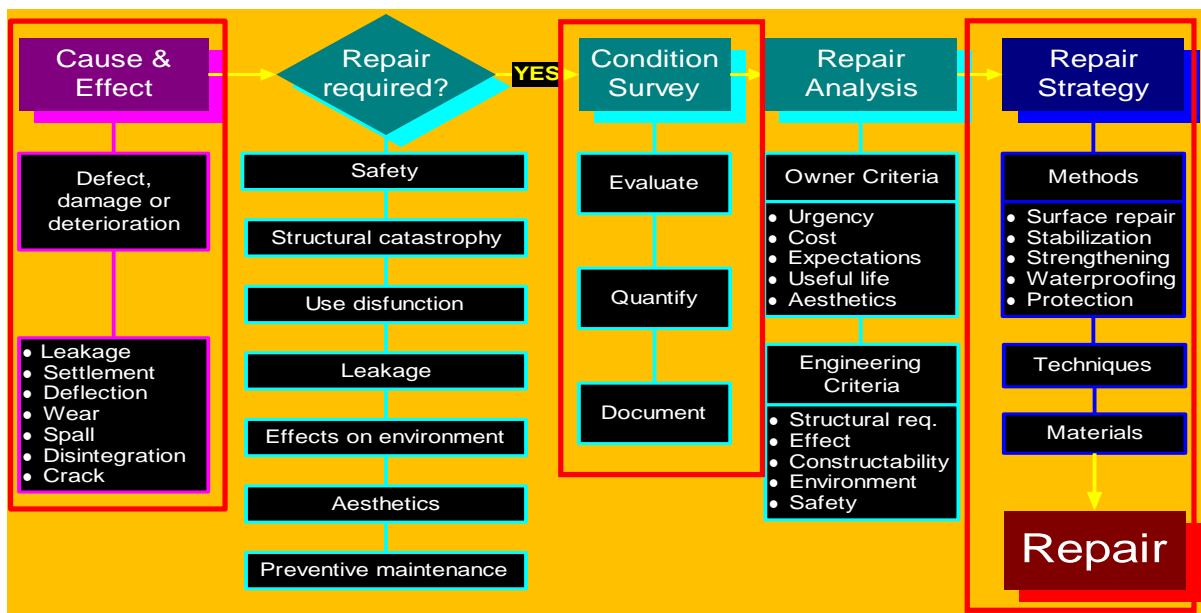 Cause &
Effect
Defect,
damage or
deterioration
● Leakage
● Settlement
● Deflection
● Wear
● Spall
● Disintegration
● Crack
Repair
required?
YES
Safety
Structural catastrophy
Use disfunction
Leakage
Effects on environment
Aesthetics
Preventive maintenance
Condition
Survey
Evaluate
Quantify
Document
Repair
Analysis
Owner Criteria
● Urgency
● Cost
● Expectations
● Useful life
● Aesthetics
Engineering
Criteria
● Structural req.
● Effect
● Constructability
● Environment
● Safety
Repair
Strategy
Methods
● Surface repair
● Stabilization
● Strengthening
● Waterproofing
● Protection
Techniques
Materials
Repair